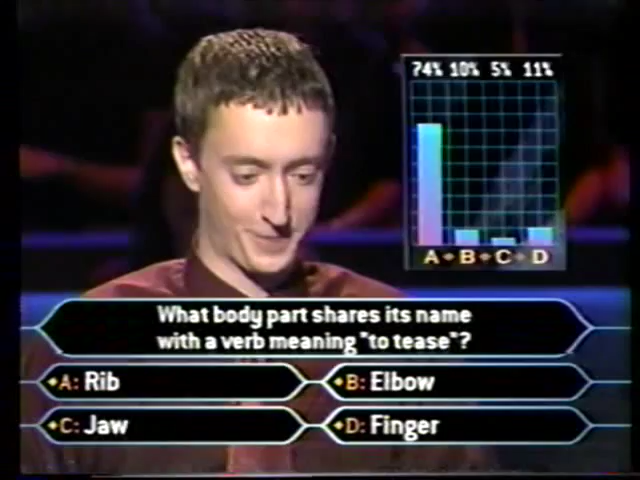 74% 10% 5% 11%
A B C D
What body part shares its name
with a verb meaning "to tease"?
A: Rib
B: Elbow
C: Jaw
D: Finger